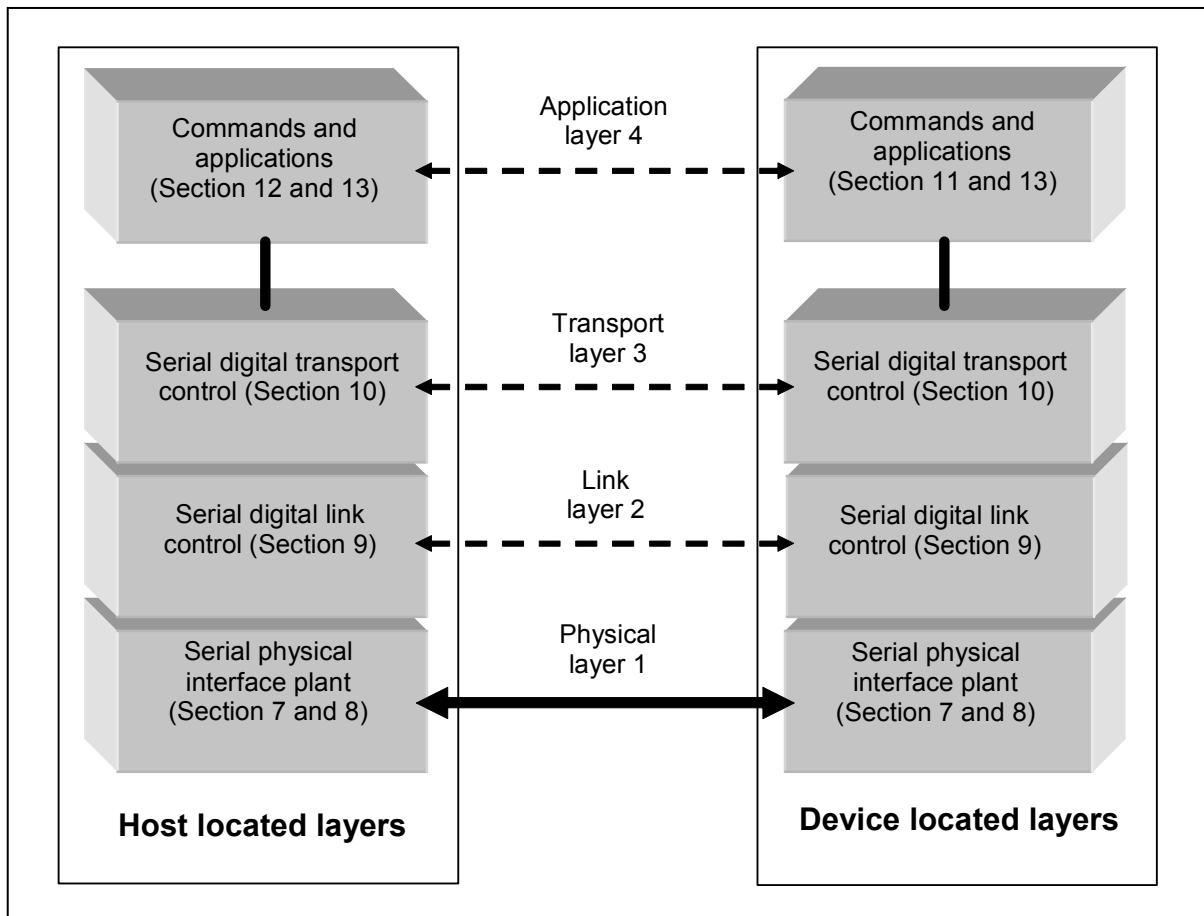 Commands and
applications
(Section 12 and 13)
Application
layer 4
Commands and
applications
(Section 11 and 13)
Serial digital transport
control (Section 10)
Transport
layer 3
Serial digital transport
control (Section 10)
Serial digital link
control (Section 9)
Link
layer 2
Serial digital link
control (Section 9)
Serial physical
interface plant
(Section 7 and 8)
Physical
layer 1
Serial physical
interface plant
(Section 7 and 8)
Host located layers
Device located layers